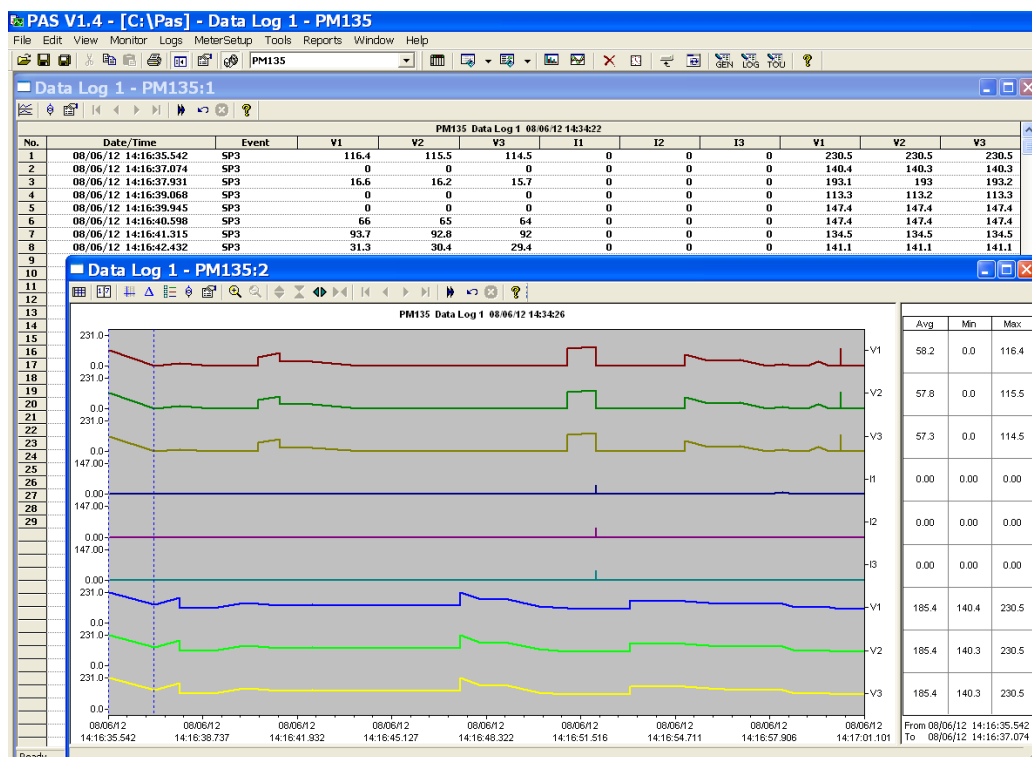 PAS V1.4 - [C:\Pas] - Data Log 1 - PM135
File Edit View Monitor Logs MeterSetup Tools Reports Window Help
PM135 GEN LOG TOU
Data Log 1 - PM135:1
PM135 Data Log 1 08/06/12 14:34:22
No. Date/Time Event V1 V2 V3 I1 I2 I3 V1 V2 V3
1 08/06/12 14:16:35.542 SP3 116.4 115.5 114.5 0 0 0 230.5 230.5 230.5
2 08/06/12 14:16:37.074 SP3 0 0 0 0 0 0 140.4 140.3 140.3
3 08/06/12 14:16:37.931 SP3 16.6 16.2 15.7 0 0 0 193.1 193 193.2
4 08/06/12 14:16:39.068 SP3 0 0 0 0 0 0 113.3 113.2 113.3
5 08/06/12 14:16:39.945 SP3 0 0 0 0 0 0 147.4 147.4 147.4
6 08/06/12 14:16:40.598 SP3 66 65 64 0 0 0 147.4 147.4 147.4
7 08/06/12 14:16:41.315 SP3 93.7 92.8 92 0 0 0 134.5 134.5 134.5
8 08/06/12 14:16:42.432 SP3 31.3 30.4 29.4 0 0 0 141.1 141.1 141.1
9
10
11
12
13
14
15
16
17
18
19
20
21
22
23
24
25
26
27
28
29
Data Log 1 - PM135:2
PM135 Data Log 1 08/06/12 14:34:26
Avg Min Max
231.0
V1 58.2 0.0 116.4
0.0
231.0
V2 57.8 0.0 115.5
0.0
231.0
V3 57.3 0.0 114.5
0.0
147.00
I1 0.00 0.00 0.00
0.00
147.00
I2 0.00 0.00 0.00
0.00
147.00
I3 0.00 0.00 0.00
0.00
231.0
V1 185.4 140.4 230.5
0.0
231.0
V2 185.4 140.3 230.5
0.0
231.0
V3 185.4 140.3 230.5
0.0
08/06/12 08/06/12 08/06/12 08/06/12 08/06/12 08/06/12 08/06/12 08/06/12 08/06/12
14:16:35.542 14:16:38.737 14:16:41.932 14:16:45.127 14:16:48.322 14:16:51.516 14:16:54.711 14:16:57.906 14:17:01.101
From 08/06/12 14:16:35.542
To 08/06/12 14:16:37.074
Ready